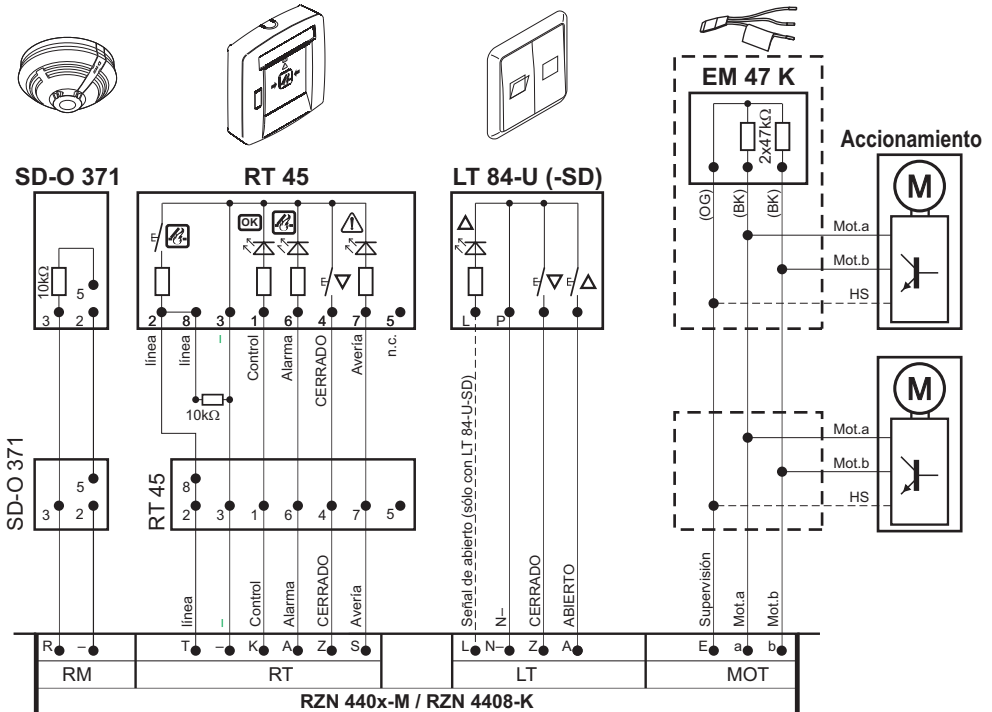 EM 47 K
2x47kΩ
Accionamiento
SD-O 371
RT 45
LT 84-U (-SD)
(OG)
(BK)
(BK)
M
Mot.a
Mot.b
HS
10kΩ
5
3
2
OK
E
E
E
E
2
8
3
1
6
4
7
5
línea
línea
–
Control
Alarma
CERRADO
Avería
n.c.
10kΩ
L
P
M
Mot.a
Mot.b
HS
SD-O 371
5
3
2
RT 45
8
2
3
1
6
4
7
5
línea
–
Control
Alarma
CERRADO
Avería
Señal de abierto (sólo con LT 84-U-SD)
N–
CERRADO
ABIERTO
Supervisión
Mot.a
Mot.b
R
–
T
–
K
A
Z
S
L
N–
Z
A
E
a
b
RM
RT
LT
MOT
RZN 440x-M / RZN 4408-K